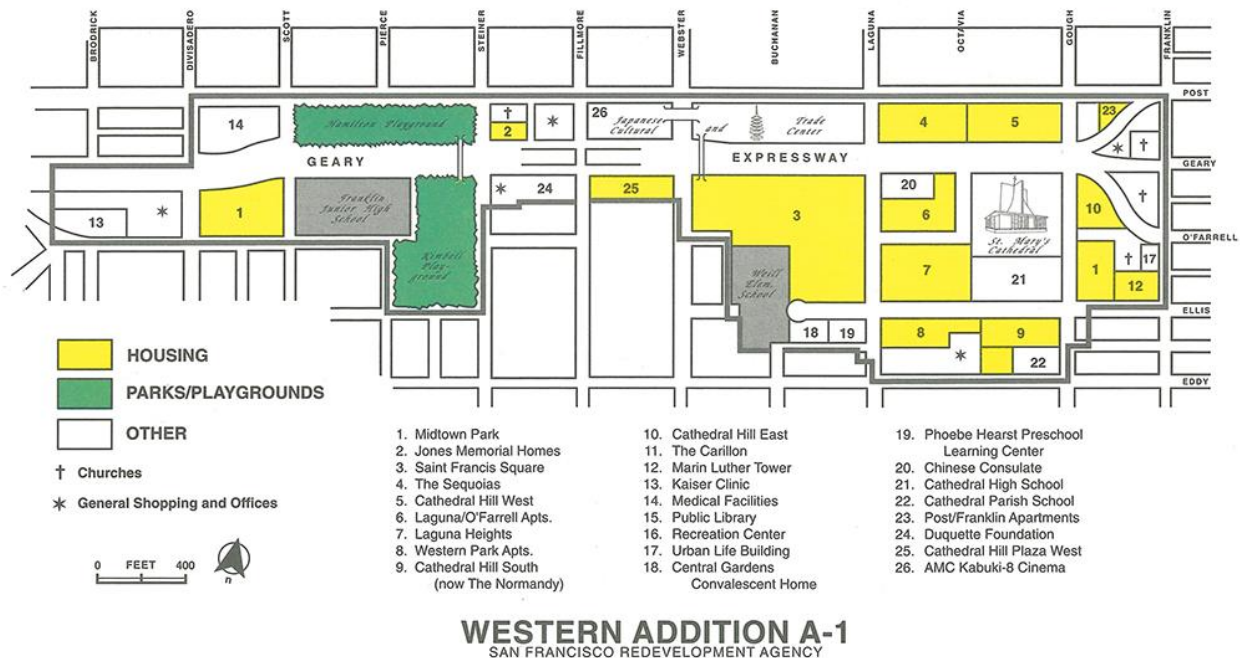 BRODRICK
DIVISADERO
SCOTT
PIERCE
STEINER
FILLMORE
WEBSTER
BUCHANAN
LAGUNA
OCTAVIA
GOUGH
FRANKLIN
POST
14
Hamilton Playground
†
2
*
26
Japanese
Cultural
and
Trade
Center
4
5
23
*
†
GEARY
EXPRESSWAY
GEARY
13
*
1
Franklin
Junior High
School
Kimbell
Play-
ground
*
24
25
3
Weill
Elem.
School
20
6
7
St. Mary's
Cathedral
21
10
†
O'FARRELL
1
†
17
12
ELLIS
18
19
8
*
9
22
EDDY
HOUSING
PARKS/PLAYGROUNDS
OTHER
† Churches
* General Shopping and Offices
0 FEET 400
n
1. Midtown Park
2. Jones Memorial Homes
3. Saint Francis Square
4. The Sequoias
5. Cathedral Hill West
6. Laguna/O'Farrell Apts.
7. Laguna Heights
8. Western Park Apts.
9. Cathedral Hill South
(now The Normandy)
10. Cathedral Hill East
11. The Carillon
12. Marin Luther Tower
13. Kaiser Clinic
14. Medical Facilities
15. Public Library
16. Recreation Center
17. Urban Life Building
18. Central Gardens
Convalescent Home
19. Phoebe Hearst Preschool
Learning Center
20. Chinese Consulate
21. Cathedral High School
22. Cathedral Parish School
23. Post/Franklin Apartments
24. Duquette Foundation
25. Cathedral Hill Plaza West
26. AMC Kabuki-8 Cinema
WESTERN ADDITION A-1
SAN FRANCISCO REDEVELOPMENT AGENCY